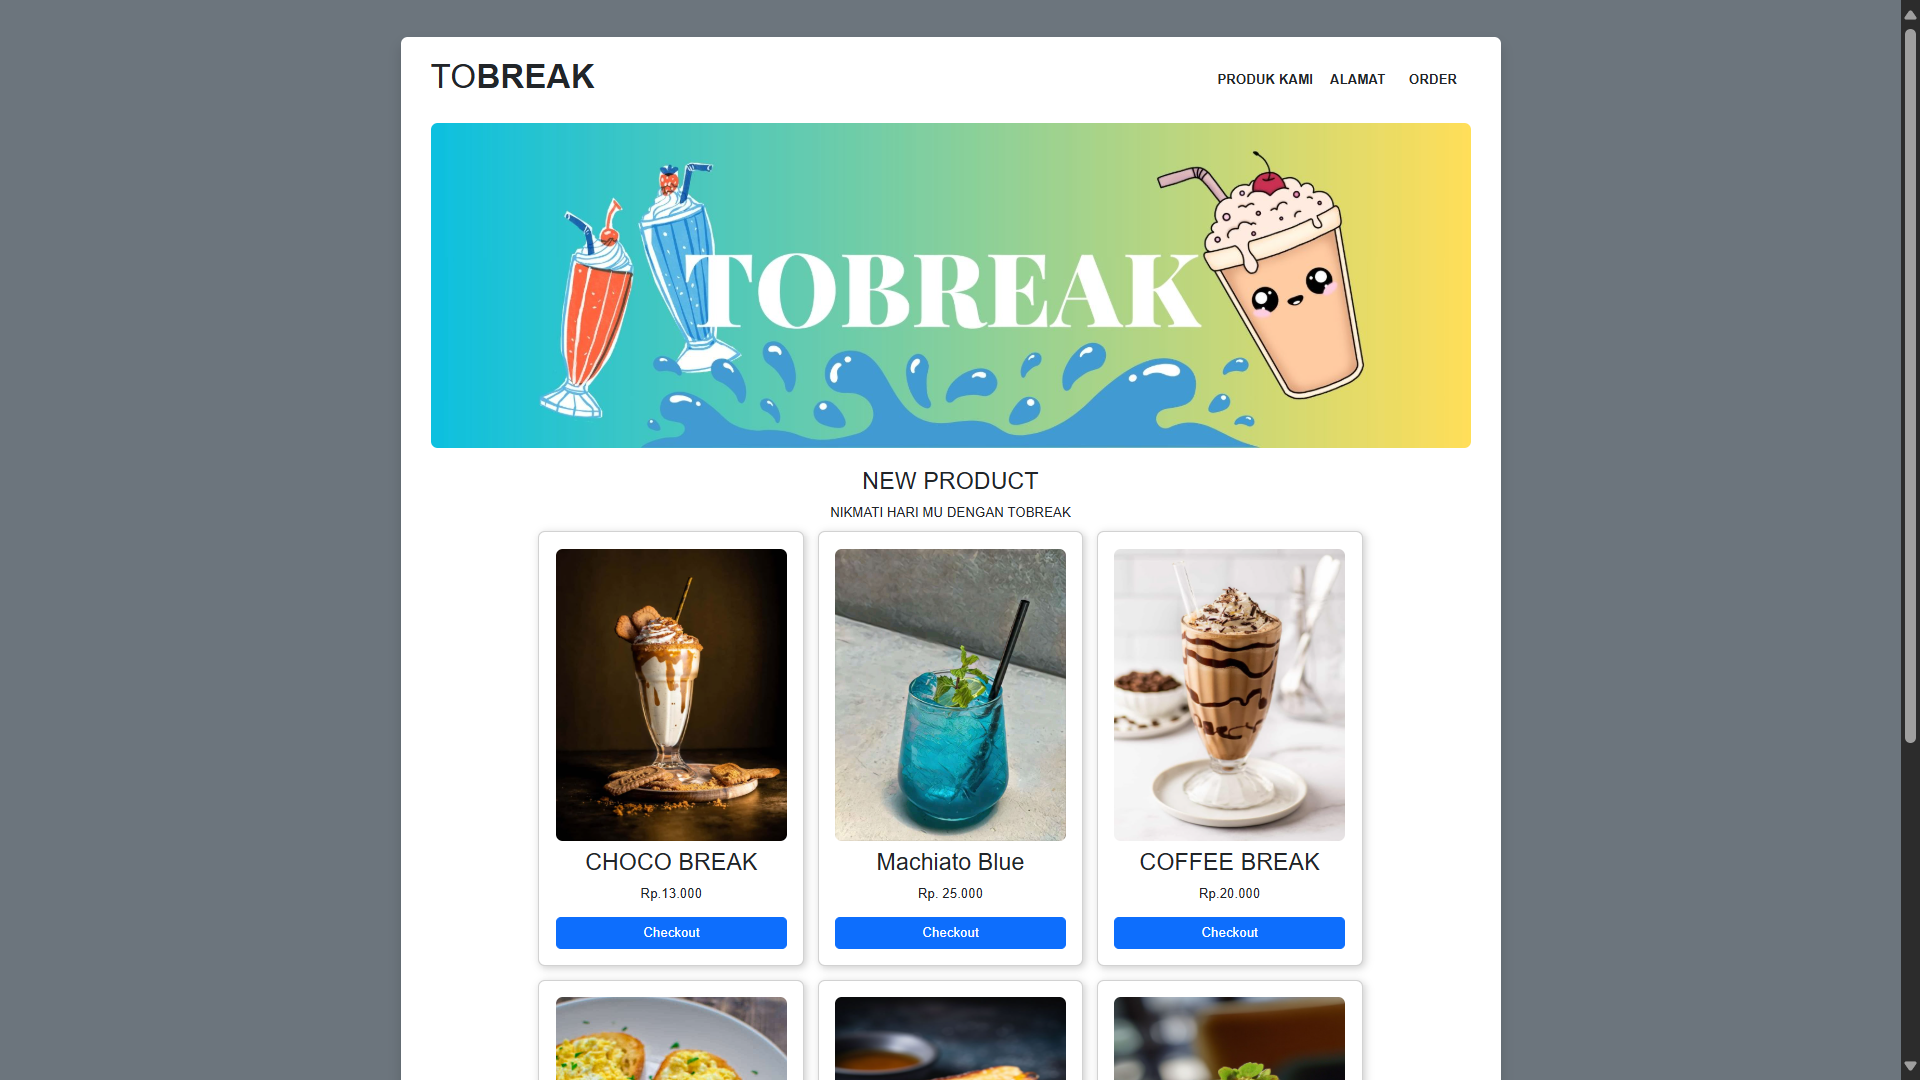 TOBREAK
PRODUK KAMI ALAMAT ORDER
TOBREAK
NEW PRODUCT
NIKMATI HARI MU DENGAN TOBREAK
CHOCO BREAK
Rp.13.000
Checkout
Machiato Blue
Rp. 25.000
Checkout
COFFEE BREAK
Rp.20.000
Checkout